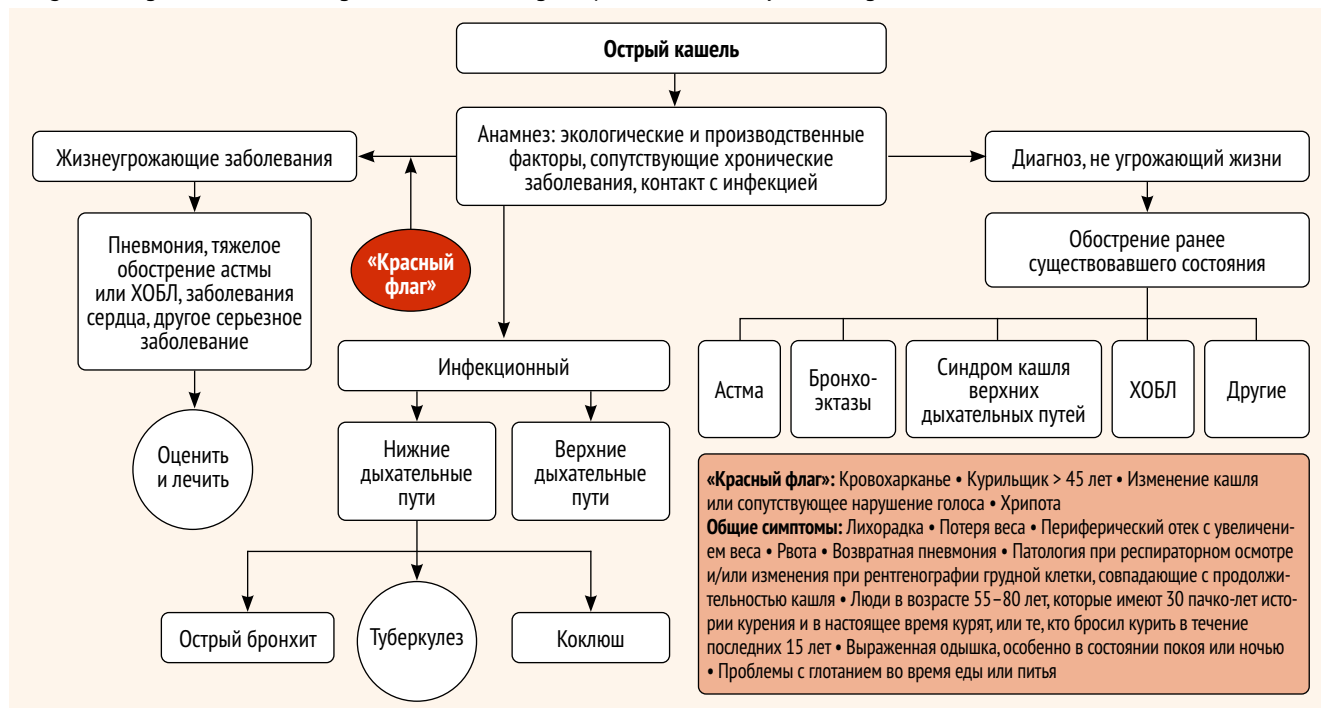 Острый кашель
Анамнез: экологические и производственные
факторы, сопутствующие хронические
заболевания, контакт с инфекцией
Жизнеугрожающие заболевания
Диагноз, не угрожающий жизни
Пневмония, тяжелое
обострение астмы
или ХОБЛ, заболевания
сердца, другое серьезное
заболевание
«Красный
флаг»
Обострение ранее
существовавшего состояния
Инфекционный
Астма
Бронхо-
эктазы
Синдром кашля
верхних
дыхательных путей
ХОБЛ
Другие
Оценить
и лечить
Нижние
дыхательные
пути
Верхние
дыхательные
пути
Острый бронхит
Туберкулез
Коклюш
«Красный флаг»: Кровохарканье • Курильщик > 45 лет • Изменение кашля
или сопутствующее нарушение голоса • Хрипота
Общие симптомы: Лихорадка • Потеря веса • Периферический отек с увеличени-
ем веса • Рвота • Возвратная пневмония • Патология при респираторном осмотре
и/или изменения при рентгенографии грудной клетки, совпадающие с продолжи-
тельностью кашля • Люди в возрасте 55–80 лет, которые имеют 30 пачко-лет исто-
рии курения и в настоящее время курят, или те, кто бросил курить в течение
последних 15 лет • Выраженная одышка, особенно в состоянии покоя или ночью
• Проблемы с глотанием во время еды или питья